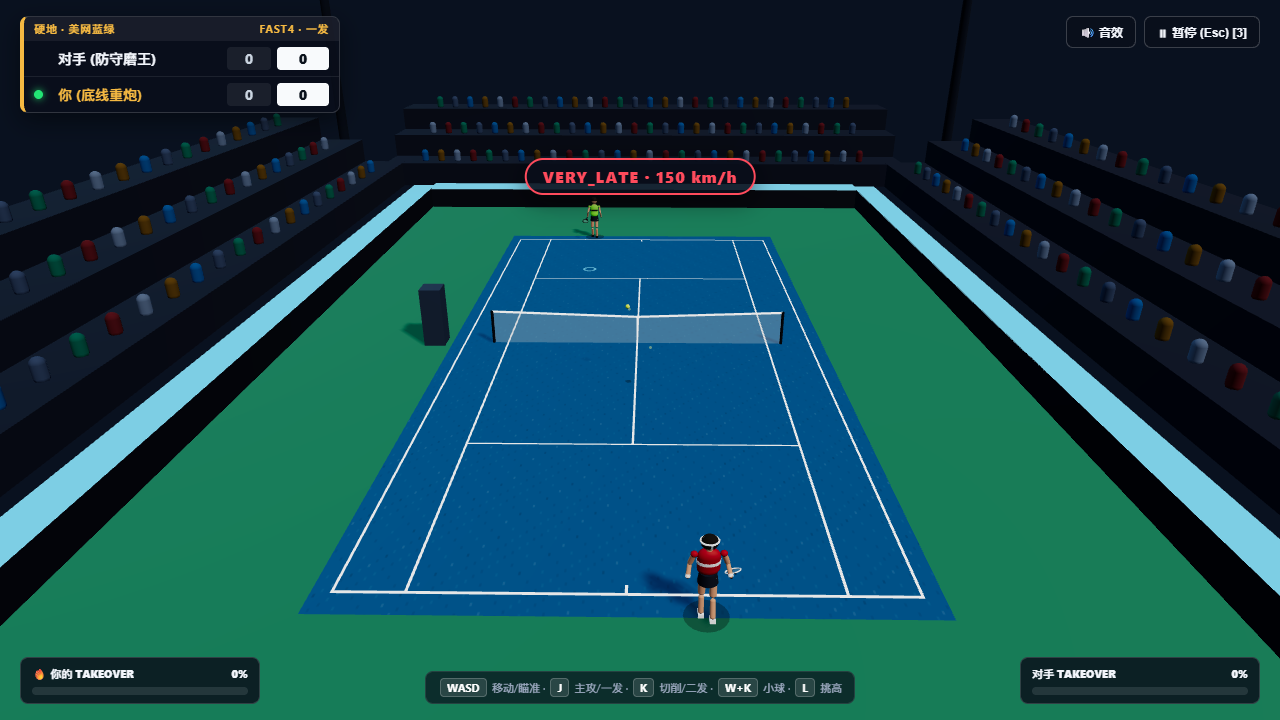 硬地 · 美网蓝绿 FAST4 · 一发
对手 (防守磨王) 0 0
你 (底线重炮) 0 0
音效
暂停 (Esc) [3]
VERY_LATE · 150 km/h
你的 TAKEOVER 0%
WASD 移动/瞄准 · J 主攻/一发 · K 切削/二发 · W+K 小球 · L 挑高
对手 TAKEOVER 0%